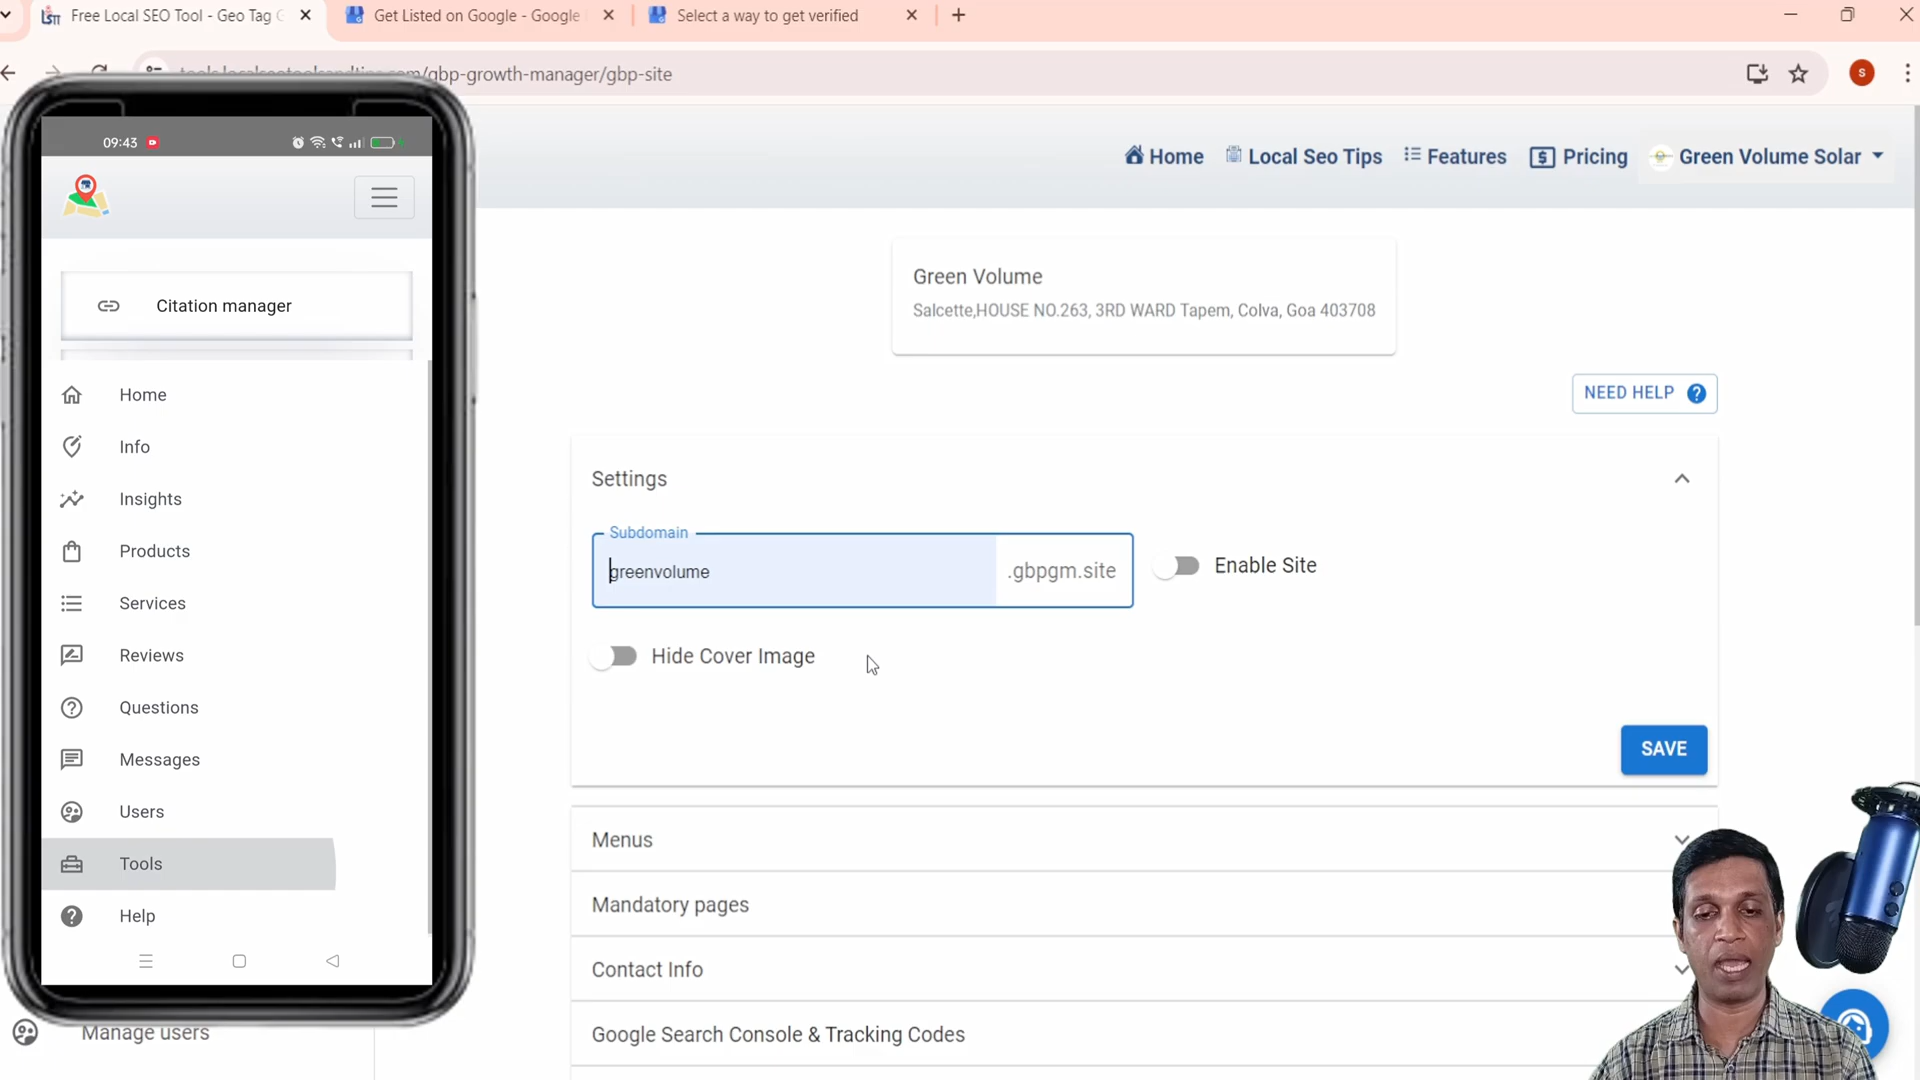 Free Local SEO Tool - Geo Tag G
Get Listed on Google - Google
Select a way to get verified
tools.localseotoolsandtips.com/gbp-growth-manager/gbp-site
S
09:43
Home
Local Seo Tips
Features
Pricing
Green Volume Solar
Citation manager
Home
Info
Insights
Products
Services
Reviews
Questions
Messages
Users
Tools
Help
Manage users
Green Volume
Salcette,HOUSE NO.263, 3RD WARD Tapem, Colva, Goa 403708
NEED HELP
Settings
Subdomain
greenvolume
.gbpgm.site
Enable Site
Hide Cover Image
SAVE
Menus
Mandatory pages
Contact Info
Google Search Console & Tracking Codes